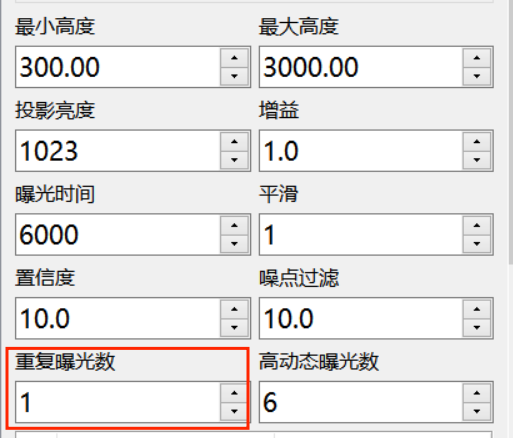 最小高度 最大高度
300.00 3000.00
投影亮度 增益
1023 1.0
曝光时间 平滑
6000 1
置信度 噪点过滤
10.0 10.0
重复曝光数 高动态曝光数
1 6